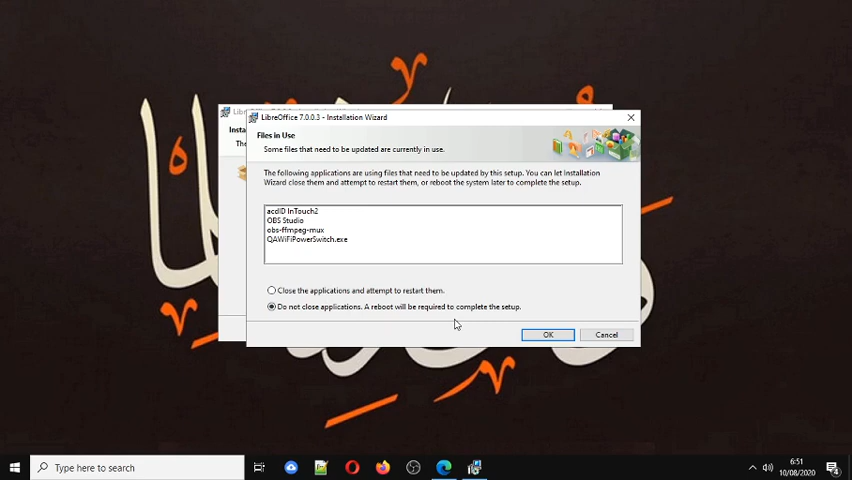 LibreOffice 7.0.0.3 - Installation Wizard
Files in Use
Some files that need to be updated are currently in use.
The following applications are using files that need to be updated by this setup. You can let Installation
Wizard close them and attempt to restart them, or reboot the system later to complete the setup.
acdID InTouch2
OBS Studio
obs-ffmpeg-mux
QAWiFiPowerSwitch.exe
Close the applications and attempt to restart them.
Do not close applications. A reboot will be required to complete the setup.
OK
Cancel
Type here to search
6:51
10/08/2020
4